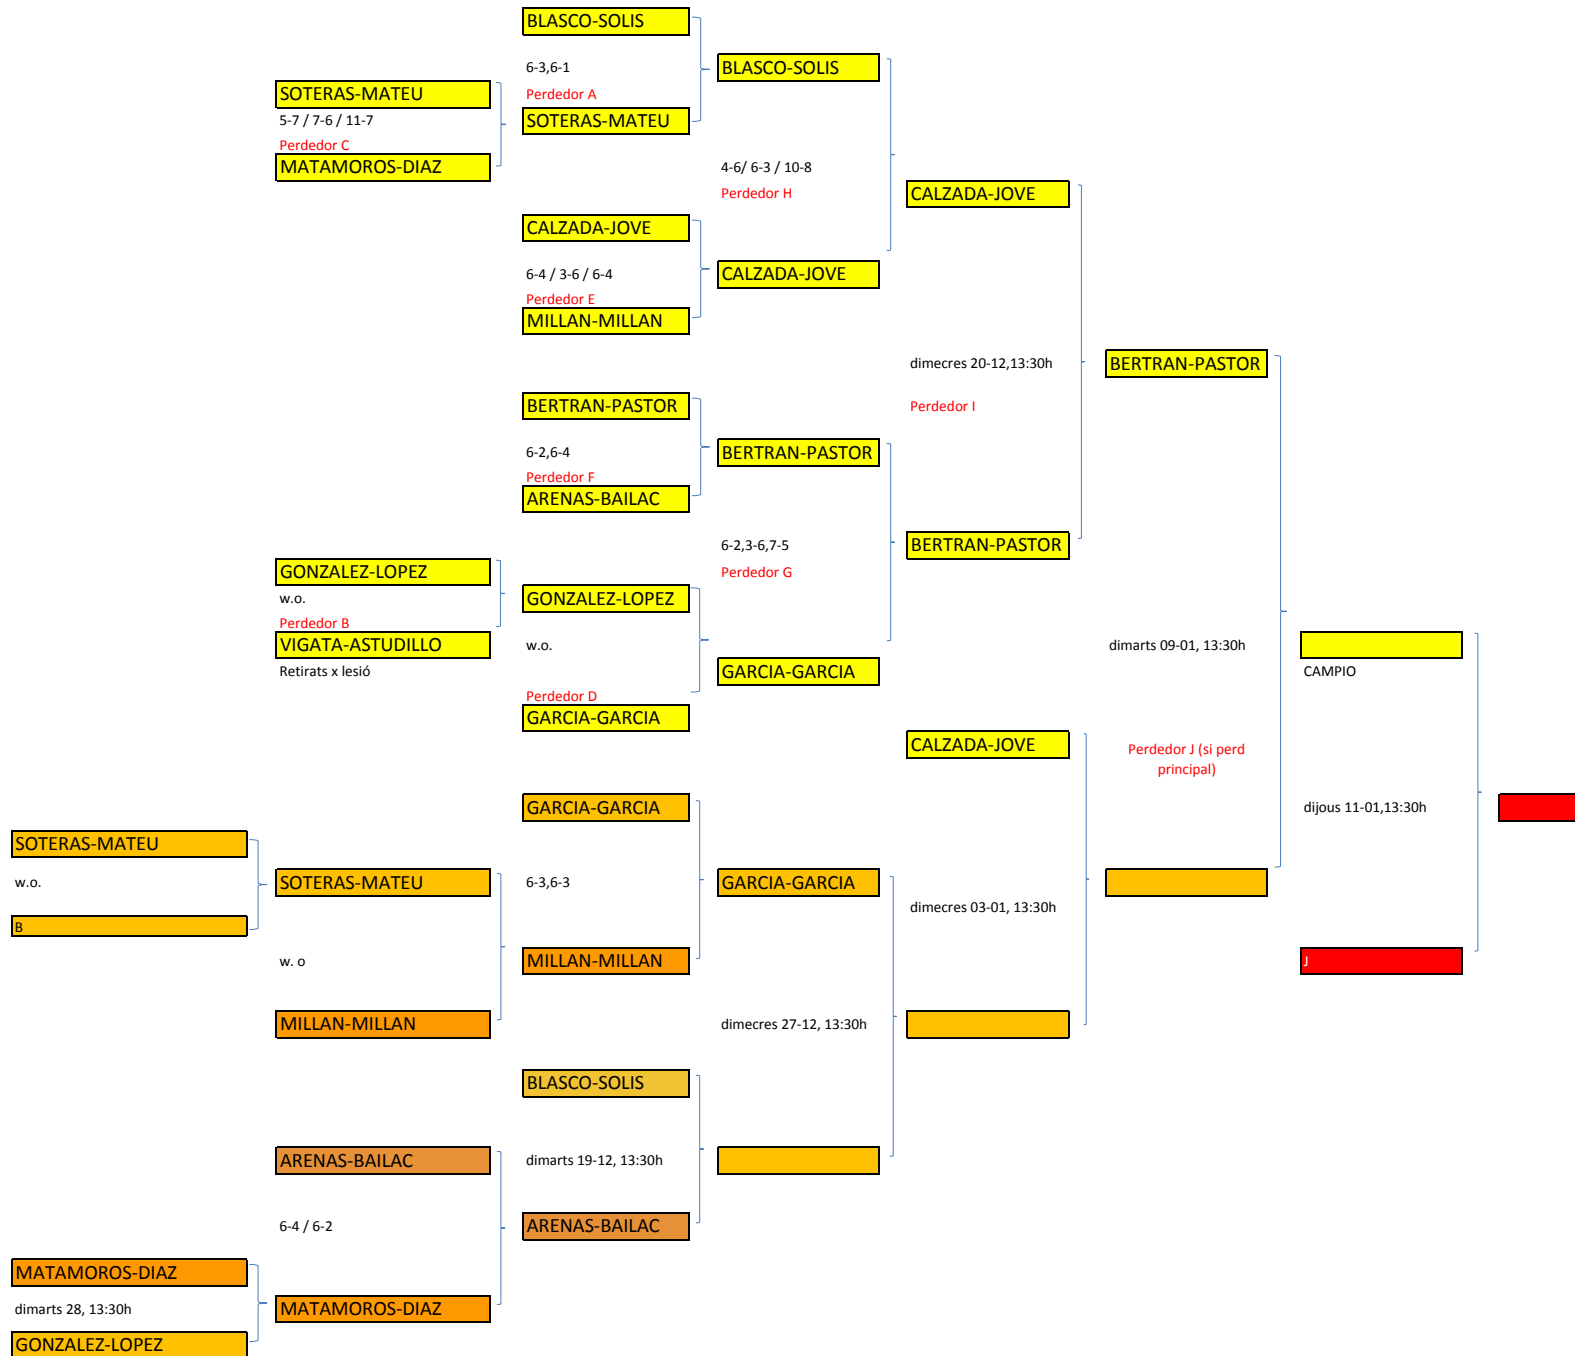 BLASCO-SOLIS
6-3,6-1
BLASCO-SOLIS
SOTERAS-MATEU
Perdedor A
5-7 / 7-6 / 11-7
SOTERAS-MATEU
Perdedor C
MATAMOROS-DIAZ
4-6/ 6-3 / 10-8
Perdedor H
CALZADA-JOVE
CALZADA-JOVE
6-4 / 3-6 / 6-4
CALZADA-JOVE
Perdedor E
MILLAN-MILLAN
dimecres 20-12,13:30h
BERTRAN-PASTOR
BERTRAN-PASTOR
Perdedor I
6-2,6-4
BERTRAN-PASTOR
Perdedor F
ARENAS-BAILAC
6-2,3-6,7-5
BERTRAN-PASTOR
GONZALEZ-LOPEZ
Perdedor G
w.o.
GONZALEZ-LOPEZ
Perdedor B
VIGATA-ASTUDILLO
w.o.
dimarts 09-01, 13:30h
Retirats x lesió
GARCIA-GARCIA
CAMPIO
Perdedor D
GARCIA-GARCIA
CALZADA-JOVE
Perdedor J (si perd
principal)
GARCIA-GARCIA
dijous 11-01,13:30h
SOTERAS-MATEU
w.o.
SOTERAS-MATEU
6-3,6-3
GARCIA-GARCIA
dimecres 03-01, 13:30h
B
w. o
MILLAN-MILLAN
J
MILLAN-MILLAN
dimecres 27-12, 13:30h
BLASCO-SOLIS
ARENAS-BAILAC
dimarts 19-12, 13:30h
6-4 / 6-2
ARENAS-BAILAC
MATAMOROS-DIAZ
dimarts 28, 13:30h
MATAMOROS-DIAZ
GONZALEZ-LOPEZ